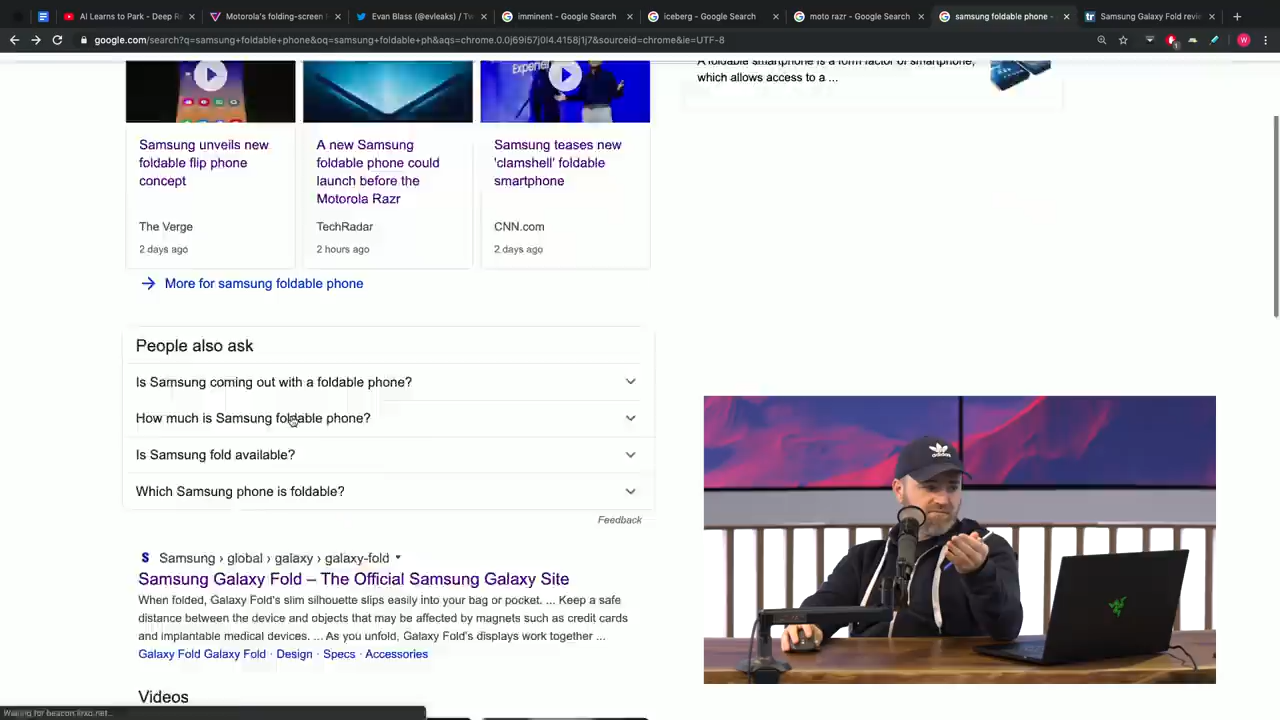 AI Learns to Park - Deep Re
Motorola's folding-screen
Evan Blass (@evleaks) / Tw
imminent - Google Search
iceberg - Google Search
moto razr - Google Search
samsung foldable phone -
Samsung Galaxy Fold revie
google.com/search?q=samsung+foldable+phone&oq=samsung+foldable+ph&aqs=chrome.0.0j69i57j0l4.4158j1j7&sourceid=chrome&ie=UTF-8
A foldable smartphone is a form factor of smartphone,
which allows access to a ...
Experien
Samsung unveils new
foldable flip phone
concept
The Verge
2 days ago
A new Samsung
foldable phone could
launch before the
Motorola Razr
TechRadar
2 hours ago
Samsung teases new
'clamshell' foldable
smartphone
CNN.com
2 days ago
More for samsung foldable phone
People also ask
Is Samsung coming out with a foldable phone?
How much is Samsung foldable phone?
Is Samsung fold available?
Which Samsung phone is foldable?
Feedback
Samsung › global › galaxy › galaxy-fold
Samsung Galaxy Fold – The Official Samsung Galaxy Site
When folded, Galaxy Fold's slim silhouette slips easily into your bag or pocket. ... Keep a safe
distance between the device and objects that may be affected by magnets such as credit cards
and implantable medical devices. ... As you unfold, Galaxy Fold's displays work together ...
Galaxy Fold Galaxy Fold · Design · Specs · Accessories
Videos
adidas